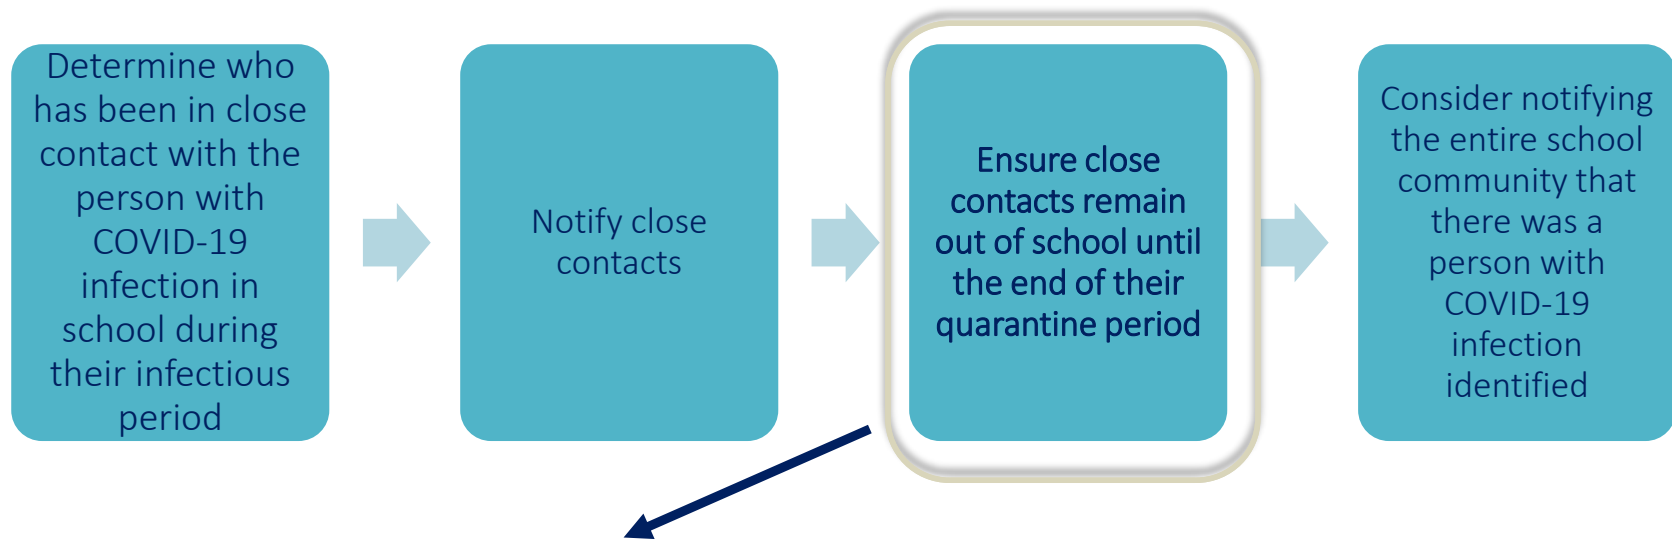 Determine who
has been in close
contact with the
person with
COVID-19
infection in
school during
their infectious
period
Notify close
contacts
Ensure close
contacts remain
out of school until
the end of their
quarantine period
Consider notifying
the entire school
community that
there was a
person with
COVID-19
infection
identified